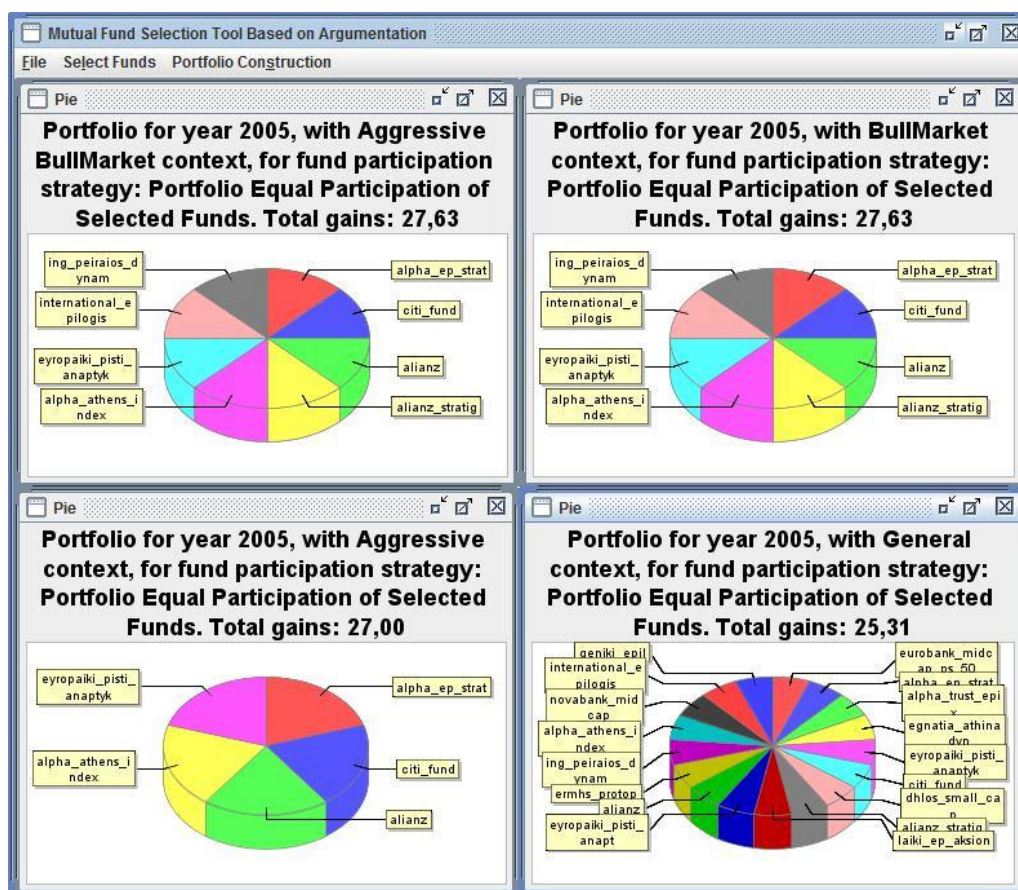 Mutual Fund Selection Tool Based on Argumentation
File Select Funds Portfolio Construction
Pie
Portfolio for year 2005, with Aggressive
BullMarket context, for fund participation
strategy: Portfolio Equal Participation of
Selected Funds. Total gains: 27,63
ing_peiraios_d
ynam
international_e
pilogis
eyropaiki_pisti_
anaptyk
alpha_athens_i
ndex
alpha_ep_strat
citi_fund
alianz
alianz_stratig
Pie
Portfolio for year 2005, with BullMarket
context, for fund participation strategy:
Portfolio Equal Participation of Selected
Funds. Total gains: 27,63
ing_peiraios_d
ynam
international_e
pilogis
eyropaiki_pisti_
anaptyk
alpha_athens_i
ndex
alpha_ep_strat
citi_fund
alianz
alianz_stratig
Pie
Portfolio for year 2005, with Aggressive
context, for fund participation strategy:
Portfolio Equal Participation of Selected
Funds. Total gains: 27,00
eyropaiki_pisti_
anaptyk
alpha_athens_i
ndex
alpha_ep_strat
citi_fund
alianz
Pie
Portfolio for year 2005, with General
context, for fund participation strategy:
Portfolio Equal Participation of Selected
Funds. Total gains: 25,31
geniki_epil
international_e
pilogis
novabank_mid
cap
alpha_athens_i
ndex
ing_peiraios_d
ynam
ermhs_protop
alianz
eyropaiki_pisti_
anapt
eurobank_midc
ap_ps_50
alpha_ep_strat
alpha_trust_epi
x
egnatia_athina
dyn
eyropaiki_pisti_
anaptyk
citi_fund
dhlos_small_ca
p
alianz_stratig
laiki_ep_aksion